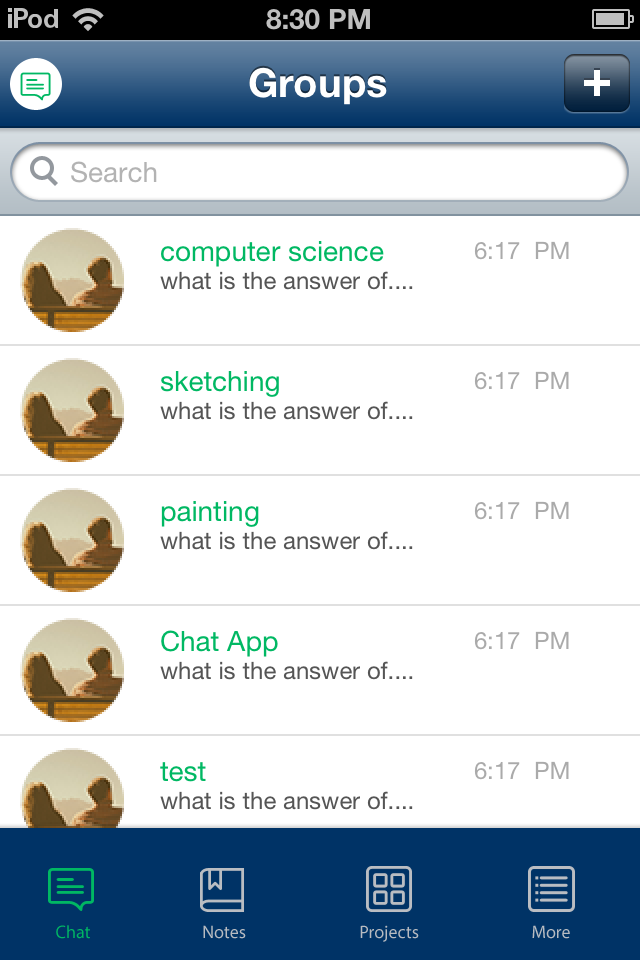 iPod 8:30 PM
Groups
Search
computer science 6:17 PM
what is the answer of....
sketching 6:17 PM
what is the answer of....
painting 6:17 PM
what is the answer of....
Chat App 6:17 PM
what is the answer of....
test 6:17 PM
what is the answer of....
Chat Notes Projects More